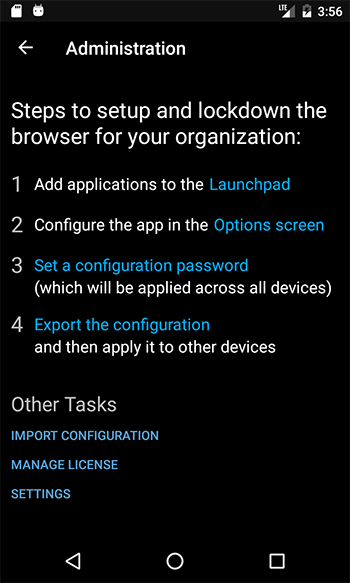 LTE 3:56
Administration
Steps to setup and lockdown the
browser for your organization:
1 Add applications to the Launchpad
2 Configure the app in the Options screen
3 Set a configuration password
(which will be applied across all devices)
4 Export the configuration
and then apply it to other devices
Other Tasks
IMPORT CONFIGURATION
MANAGE LICENSE
SETTINGS